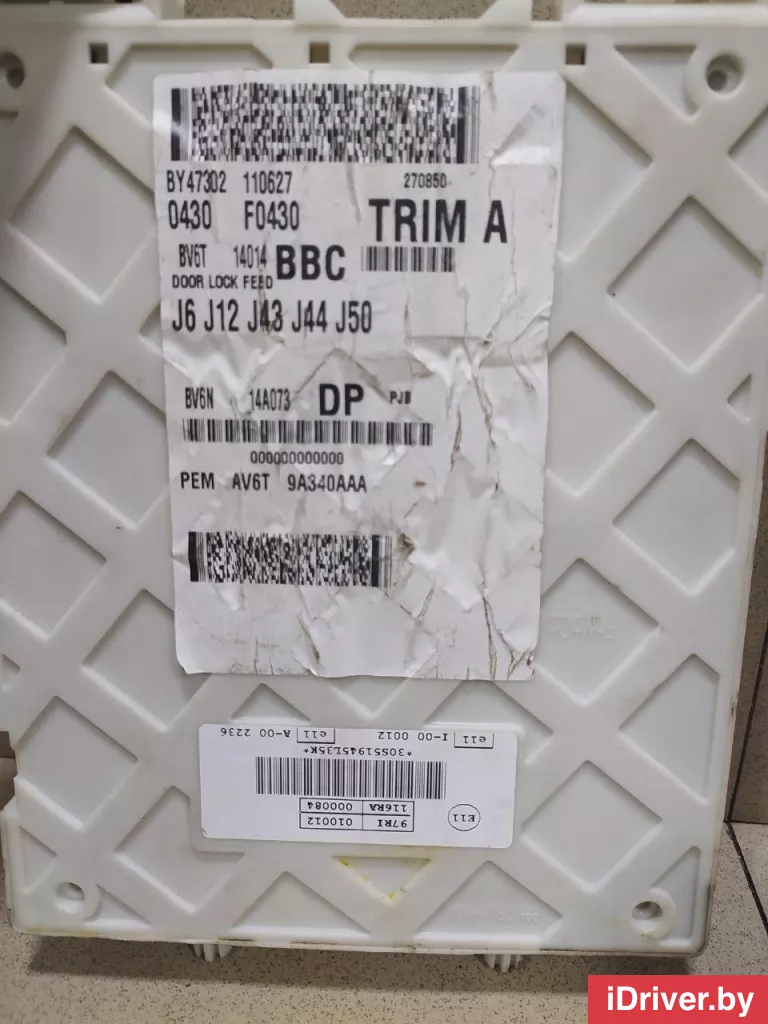 BY47302 110627 270850
0430 F0430 TRIM A
BV6T 14014 BBC
DOOR LOCK FEED
J6 J12 J43 J44 J50
BV6N 14A073 DP PJB
000000000000
PEM AV6T 9A340AAA
E11
97RI 010012
116RA 000084
*30S51945L35K*
e11 I-00 0012 e11 A-00 2236
iDriver.by